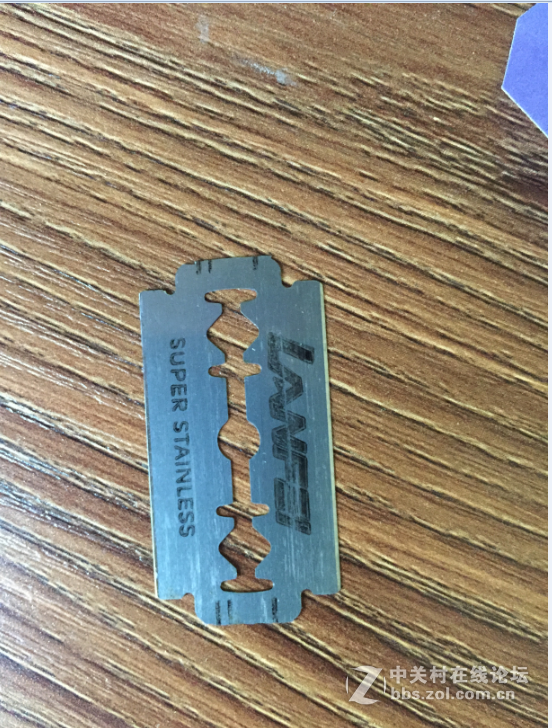 LANFEI
SUPER STAINLESS
中关村在线论坛
bbs.zol.com.cn